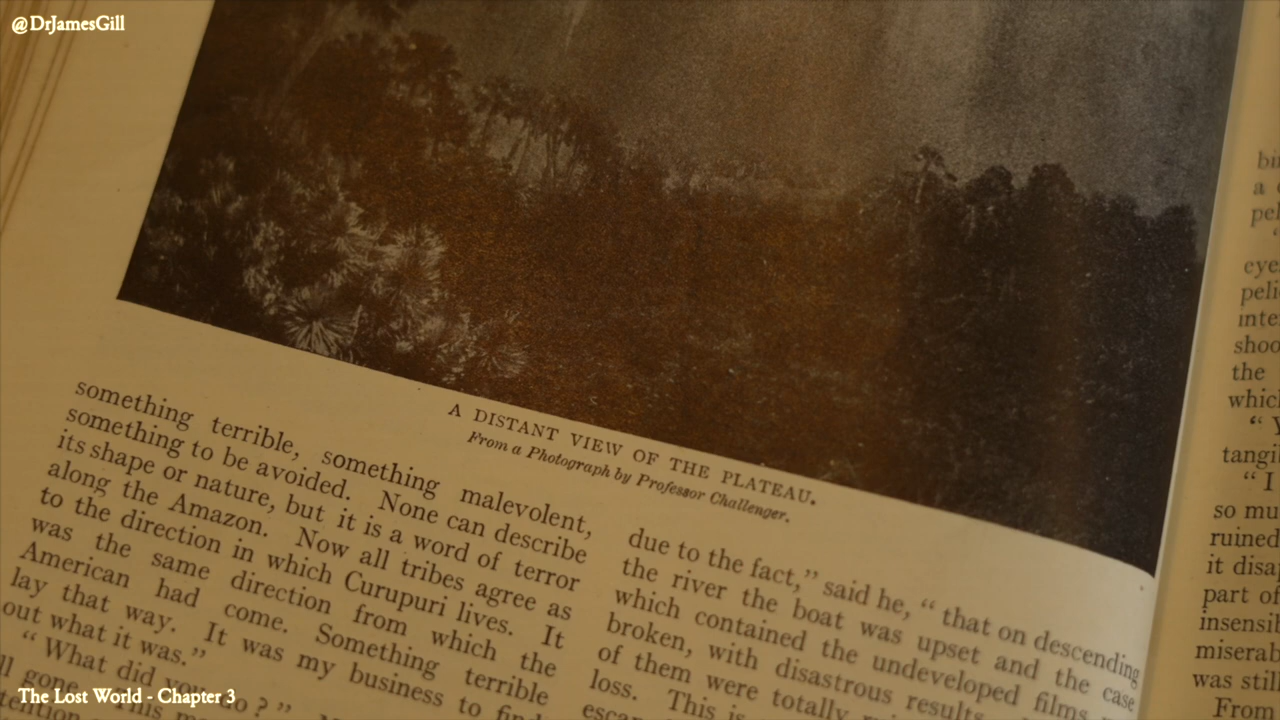 @DrJamesGill
A DISTANT VIEW OF THE PLATEAU.
From a Photograph by Professor Challenger.
something terrible, something malevolent,
something to be avoided. None can describe
its shape or nature, but it is a word of terror
along the Amazon. Now all tribes agree as
to the direction in which Curupuri lives. It
was the same direction from which the
American had come. Something terrible
lay that way. It was my business to find
out what it was.”
“ What did you do ? ”
due to the fact,” said he, “ that on descending
the river the boat was upset and the case
which contained the undeveloped films
broken, with disastrous results.
of them were totally
loss. This is
a
eye
peli
inte
shoo
the
which
“ Y
tangi
“ I
so mu
ruined
it disa
part of
insensib
miserab
was still
From
The Lost World - Chapter 3